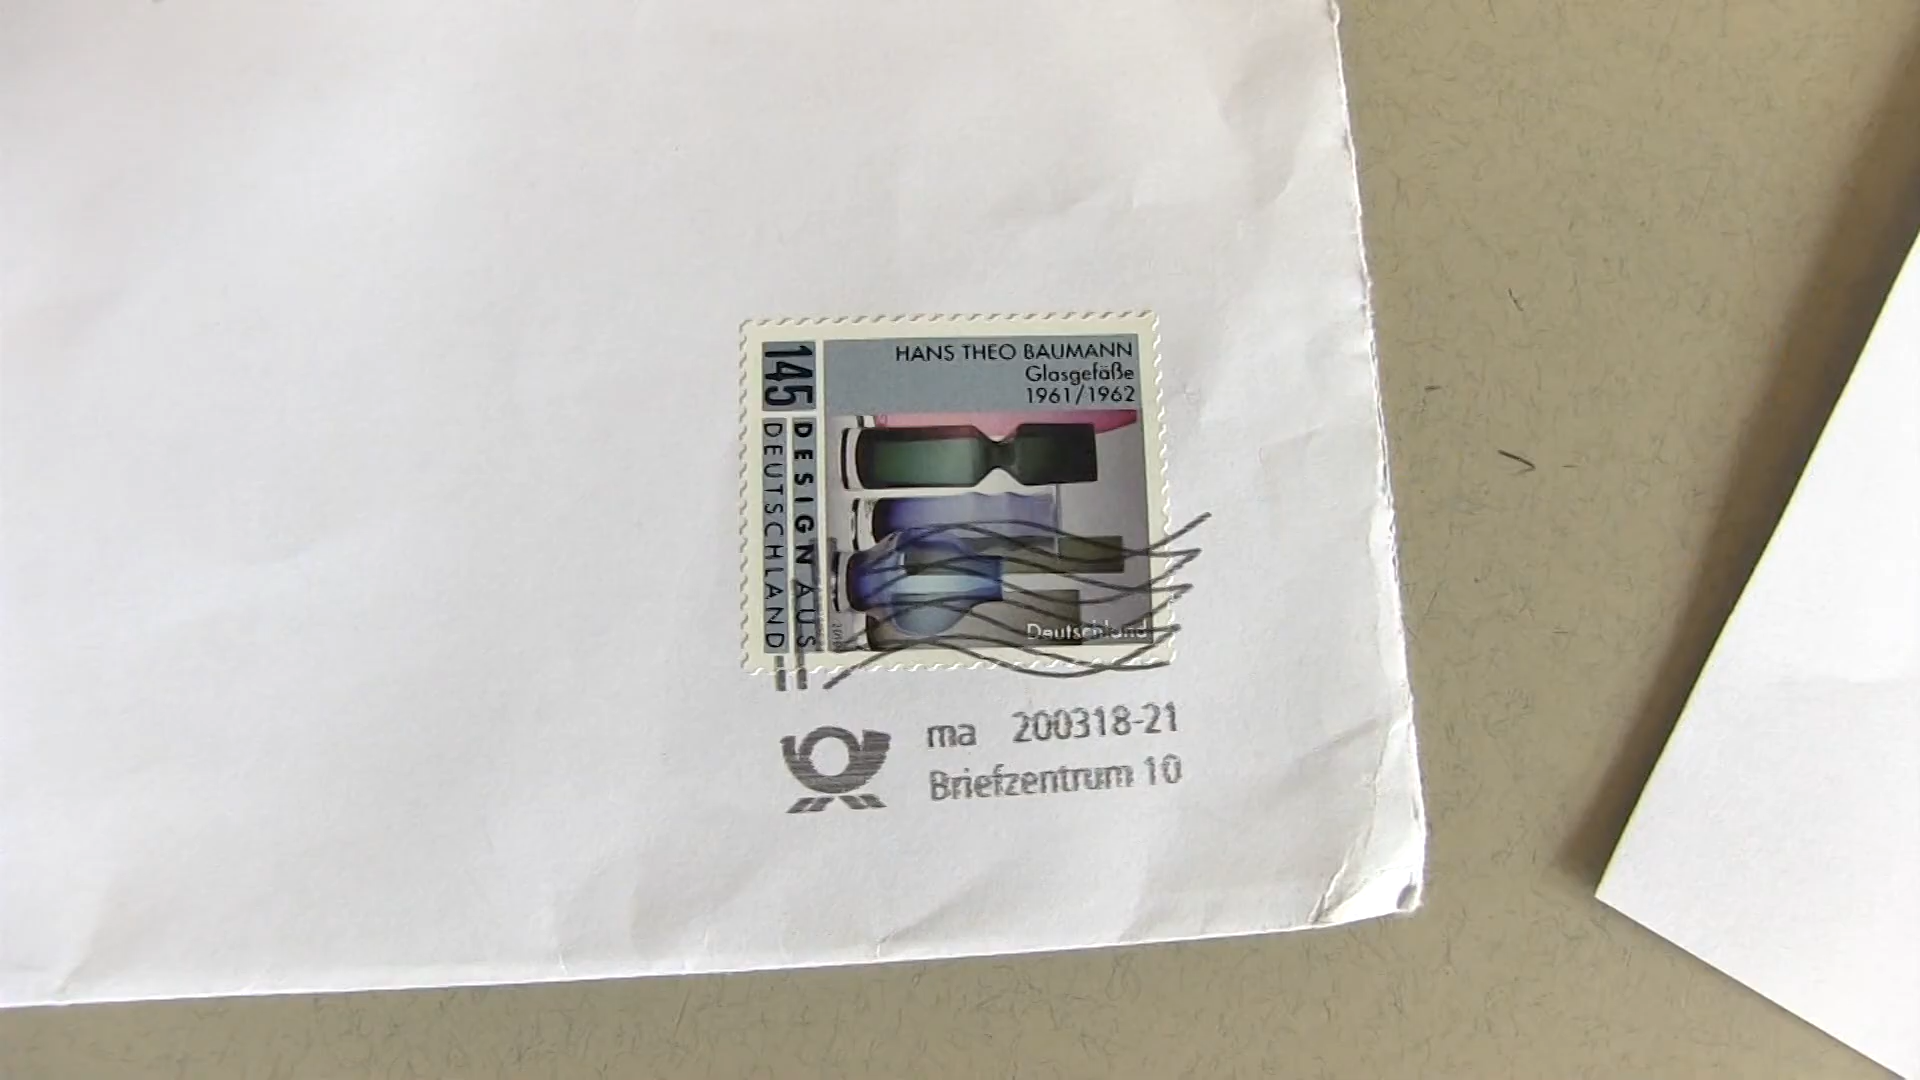 HANS THEO BAUMANN
Glasgefäße
1961/1962
145
DESIGN AUS
DEUTSCHLAND
Deutschland
ma 200318-21
Briefzentrum 10